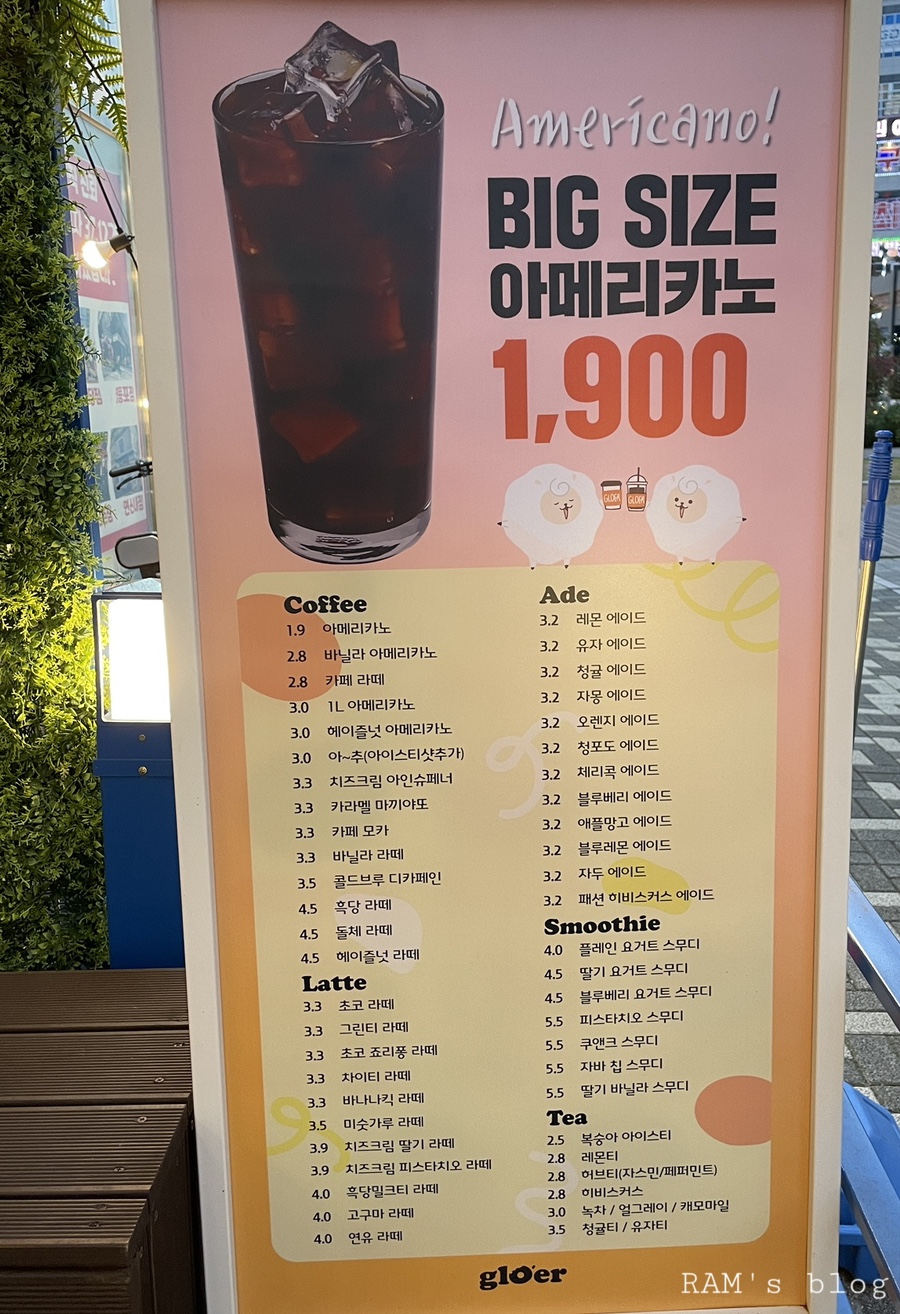 Americano!
BIG SIZE
아메리카노
1,900
GLOER GLOER
Coffee
1.9 아메리카노
2.8 바닐라 아메리카노
2.8 카페 라떼
3.0 1L 아메리카노
3.0 헤이즐넛 아메리카노
3.0 아~추(아이스티샷추가)
3.3 치즈크림 아인슈페너
3.3 카라멜 마끼야또
3.3 카페 모카
3.3 바닐라 라떼
3.5 콜드브루 디카페인
4.5 흑당 라떼
4.5 돌체 라떼
4.5 헤이즐넛 라떼
Latte
3.3 초코 라떼
3.3 그린티 라떼
3.3 초코 죠리퐁 라떼
3.3 차이티 라떼
3.3 바나나킥 라떼
3.5 미숫가루 라떼
3.9 치즈크림 딸기 라떼
3.9 치즈크림 피스타치오 라떼
4.0 흑당밀크티 라떼
4.0 고구마 라떼
4.0 연유 라떼
Ade
3.2 레몬 에이드
3.2 유자 에이드
3.2 청귤 에이드
3.2 자몽 에이드
3.2 오렌지 에이드
3.2 청포도 에이드
3.2 체리콕 에이드
3.2 블루베리 에이드
3.2 애플망고 에이드
3.2 블루레몬 에이드
3.2 자두 에이드
3.2 패션 히비스커스 에이드
Smoothie
4.0 플레인 요거트 스무디
4.5 딸기 요거트 스무디
4.5 블루베리 요거트 스무디
5.5 피스타치오 스무디
5.5 쿠앤크 스무디
5.5 자바 칩 스무디
5.5 딸기 바닐라 스무디
Tea
2.5 복숭아 아이스티
2.8 레몬티
2.8 허브티(자스민/페퍼민트)
2.8 히비스커스
3.0 녹차 / 얼그레이 / 캐모마일
3.5 청귤티 / 유자티
gloer
RAM's blog